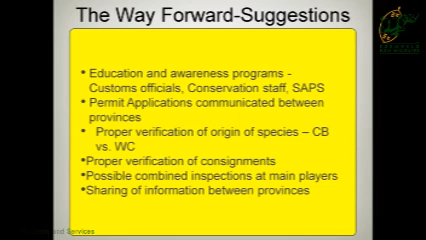 The Way Forward-Suggestions
• Education and awareness programs -
Customs officials, Conservation staff, SAPS
• Permit Applications communicated between
provinces
• Proper verification of origin of species – CB
vs. WC
•Proper verification of consignments
•Possible combined inspections at main players
•Sharing of information between provinces
and Services